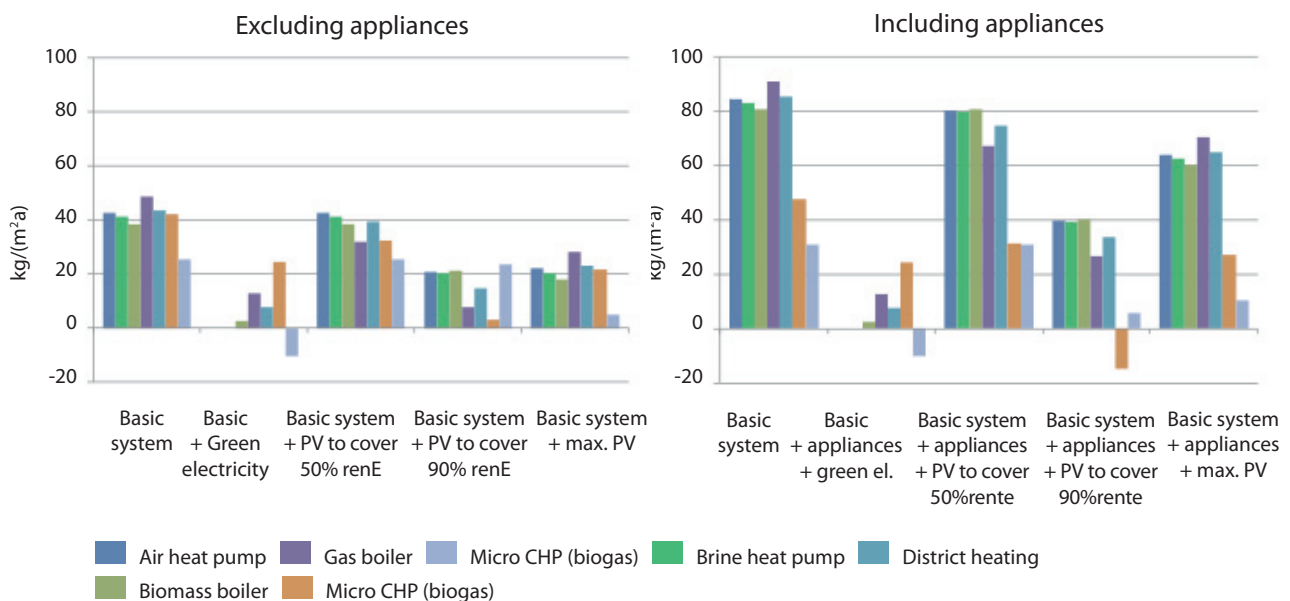 Excluding appliances
100
80
60
40
20
0
-20
kg/(m²a)
Basic system
Basic + Green electricity
Basic system + PV to cover 50% renE
Basic system + PV to cover 90% renE
Basic system + max. PV
Including appliances
100
80
60
40
20
0
-20
kg/(m²a)
Basic system
Basic + appliances + green el.
Basic system + appliances + PV to cover 50%rente
Basic system + appliances + PV to cover 90%rente
Basic system + appliances + max. PV
Air heat pump
Gas boiler
Micro CHP (biogas)
Brine heat pump
District heating
Biomass boiler
Micro CHP (biogas)